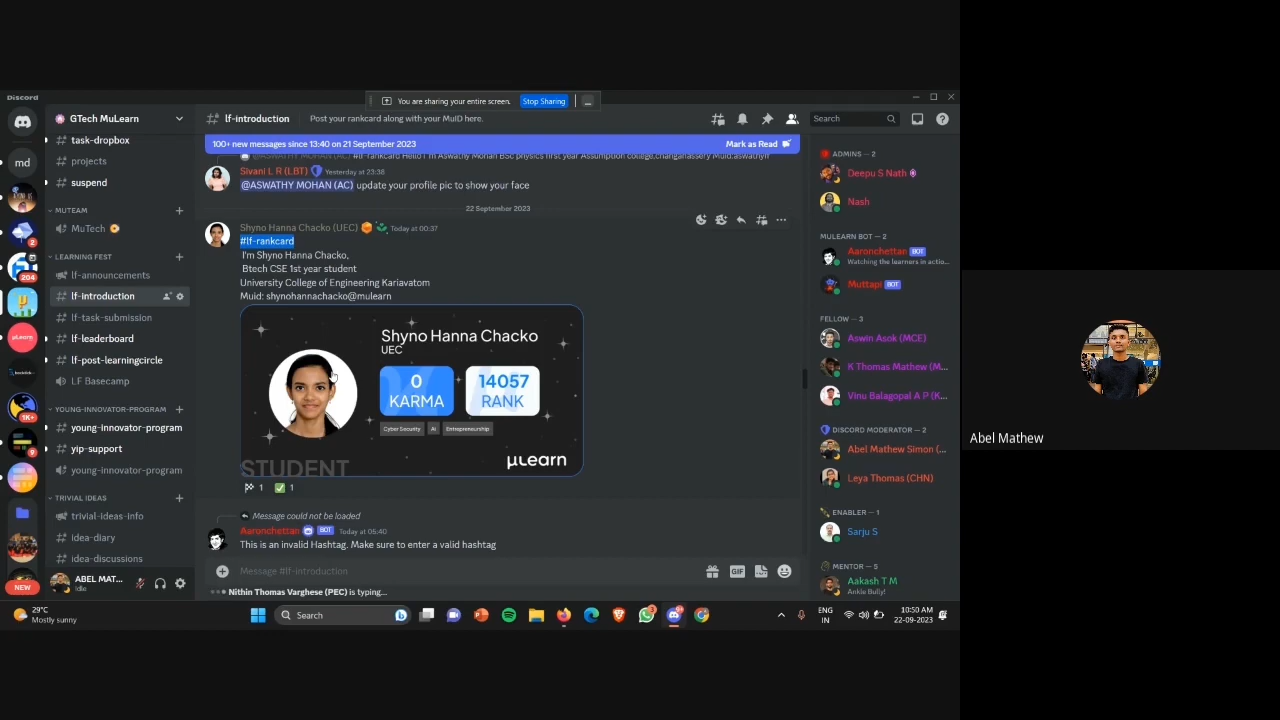 Discord
You are sharing your entire screen.
Stop Sharing
GTech MuLearn
task-dropbox
projects
suspend
MUTEAM
MuTech
LEARNING FEST
lf-announcements
lf-introduction
lf-task-submission
lf-leaderboard
lf-post-learningcircle
LF Basecamp
YOUNG-INNOVATOR-PROGRAM
young-innovator-program
yip-support
young-innovator-program
TRIVIAL IDEAS
trivial-ideas-info
idea-diary
idea-discussions
md
2
204
μLearn
1K+
9
NEW
ABEL MAT...
Idle
lf-introduction
Post your rankcard along with your MuID here.
Search
100+ new messages since 13:40 on 21 September 2023
Mark as Read
Sivani L R (LBT) Yesterday at 23:38
@ASWATHY MOHAN (AC) update your profile pic to show your face
22 September 2023
Shyno Hanna Chacko (UEC) Today at 00:37
#lf-rankcard
I'm Shyno Hanna Chacko,
Btech CSE 1st year student
University College of Engineering Kariavatom
Muid: shynohannachacko@mulearn
Shyno Hanna Chacko
UEC
0
KARMA
14057
RANK
Cyber Security Ai Entrepreneurship
STUDENT
μLearn
1 1
Message could not be loaded
Aaronchettan BOT Today at 05:40
This is an invalid Hashtag. Make sure to enter a valid hashtag
Message #lf-introduction
GIF
Nithin Thomas Varghese (PEC) is typing...
ADMINS — 2
Deepu S Nath
Nash
MULEARN BOT — 2
Aaronchettan BOT
Watching the learners in actio...
Muttapi BOT
FELLOW — 3
Aswin Asok (MCE)
K Thomas Mathew (M...
Vinu Balagopal A P (K...
DISCORD MODERATOR — 2
Abel Mathew Simon (...
Leya Thomas (CHN)
ENABLER — 1
Sarju S
MENTOR — 5
Aakash T M
Ankle Bully!
29°C
Mostly sunny
Search
ENG
IN
10:50 AM
22-09-2023
Abel Mathew